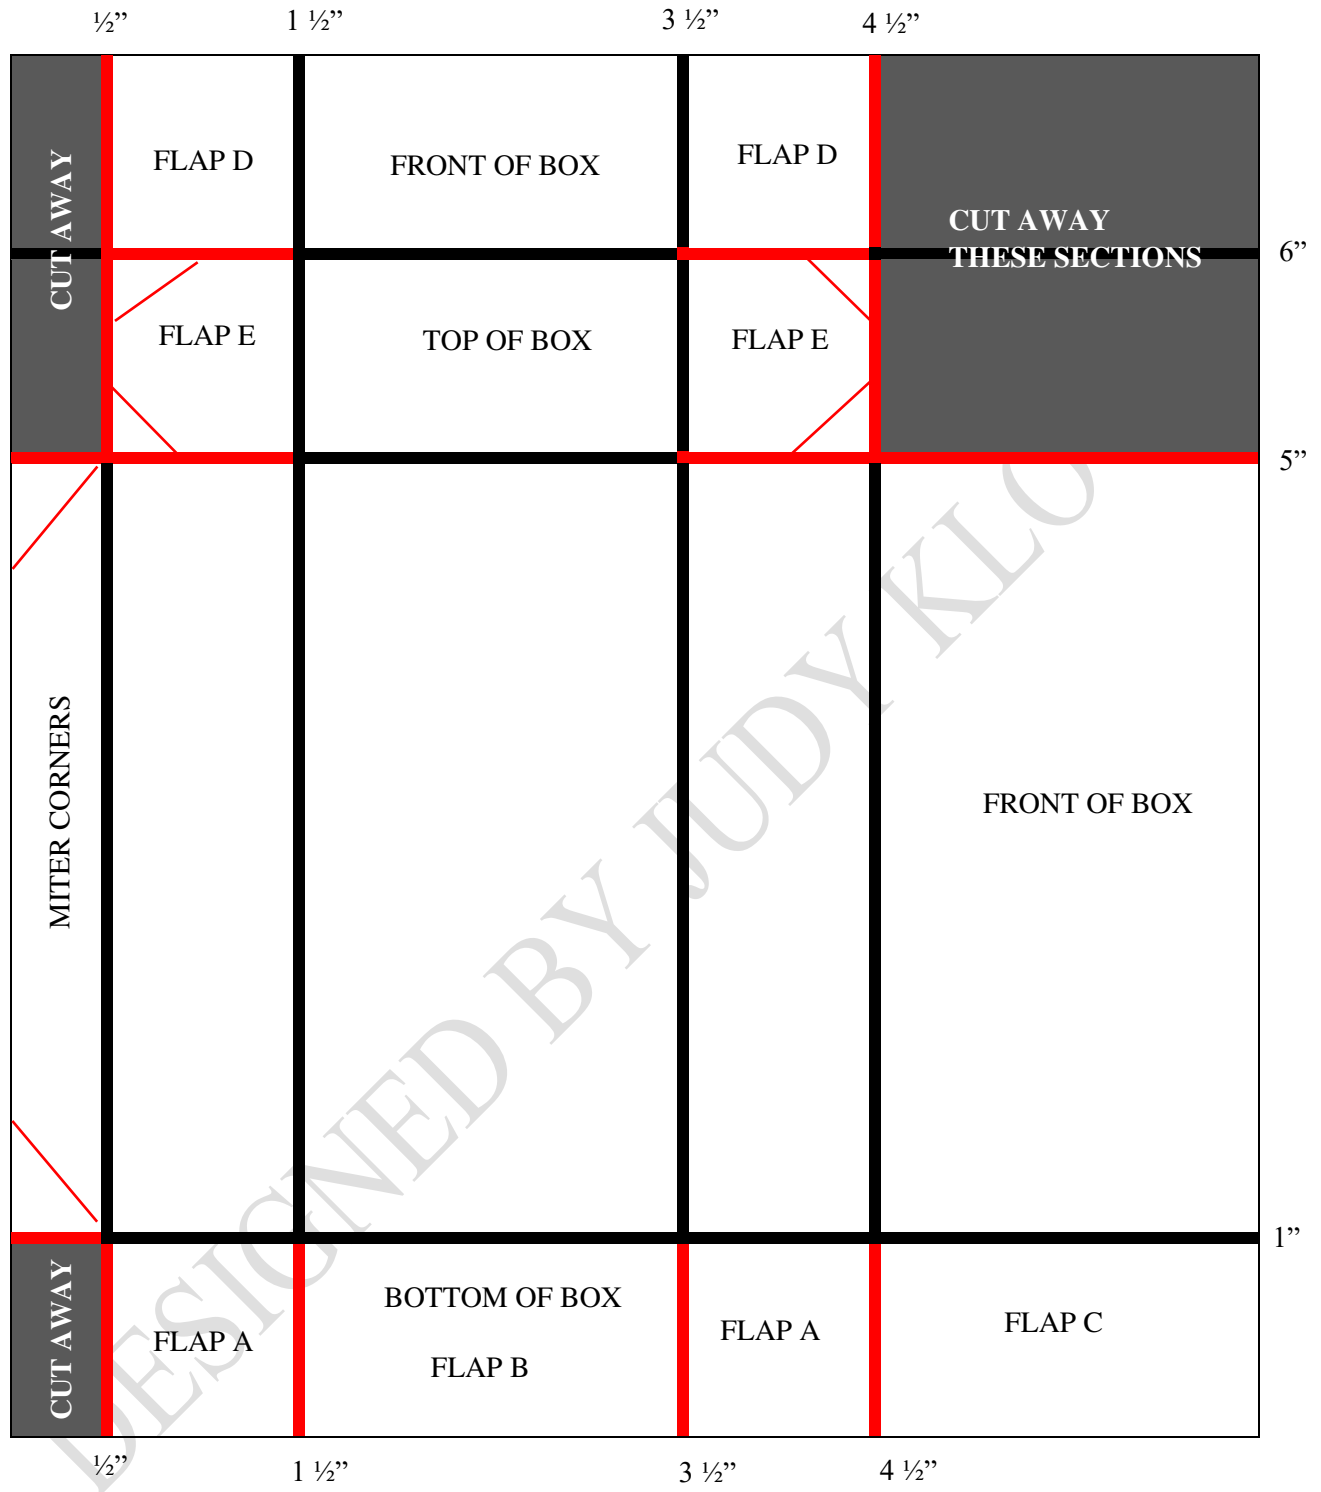 ½”
1 ½”
3 ½”
4 ½”
CUT AWAY
FLAP D
FRONT OF BOX
FLAP D
CUT AWAY
THESE SECTIONS
6”
FLAP E
TOP OF BOX
FLAP E
5”
MITER CORNERS
FRONT OF BOX
DESIGNED BY JUDY KLO
1”
CUT AWAY
FLAP A
BOTTOM OF BOX
FLAP B
FLAP A
FLAP C
½”
1 ½”
3 ½”
4 ½”